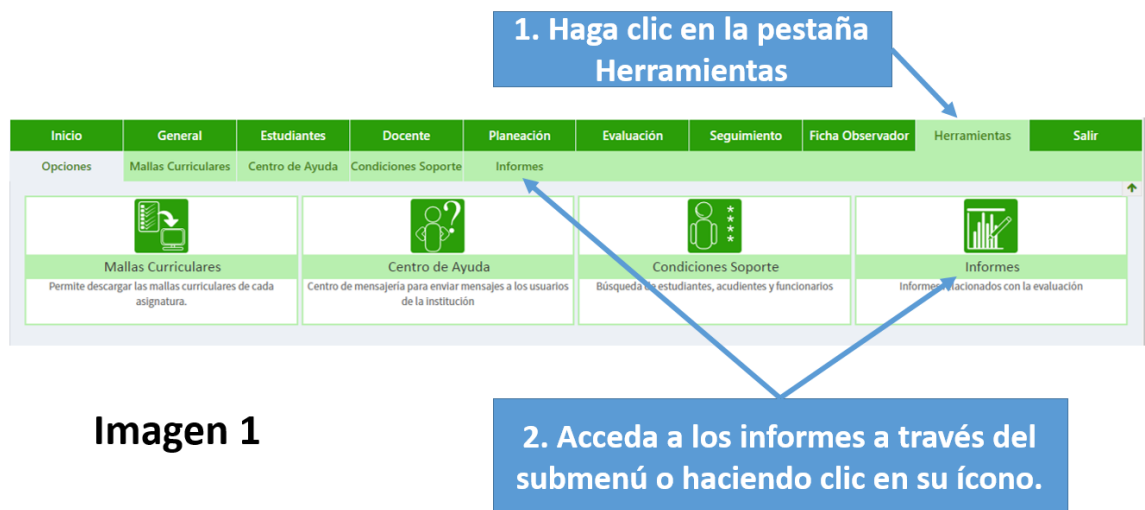 1. Haga clic en la pestaña
Herramientas
Inicio General Estudiantes Docente Planeación Evaluación Seguimiento Ficha Observador Herramientas Salir
Opciones Mallas Curriculares Centro de Ayuda Condiciones Soporte Informes
Mallas Curriculares Centro de Ayuda Condiciones Soporte Informes
Permite descargar las mallas curriculares de cada Centro de mensajería para enviar mensajes a los usuarios Búsqueda de estudiantes, acudientes y funcionarios Informes relacionados con la evaluación
asignatura. de la institución
Imagen 1
2. Acceda a los informes a través del
submenú o haciendo clic en su ícono.